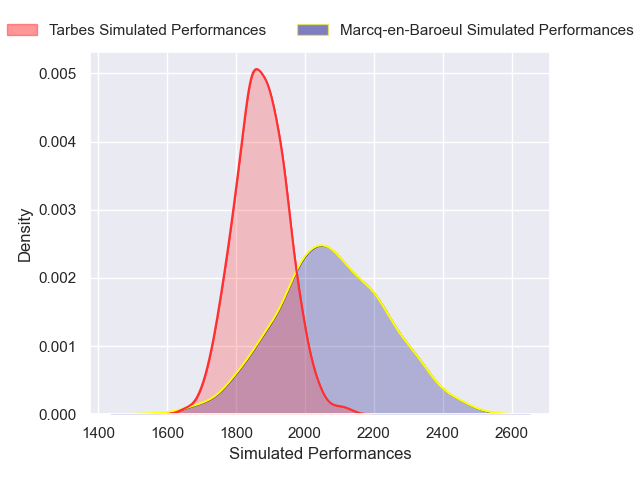 Tarbes Simulated Performances
Marcq-en-Baroeul Simulated Performances
0.005
0.004
0.003
0.002
0.001
0.000
Density
1400 1600 1800 2000 2200 2400 2600
Simulated Performances